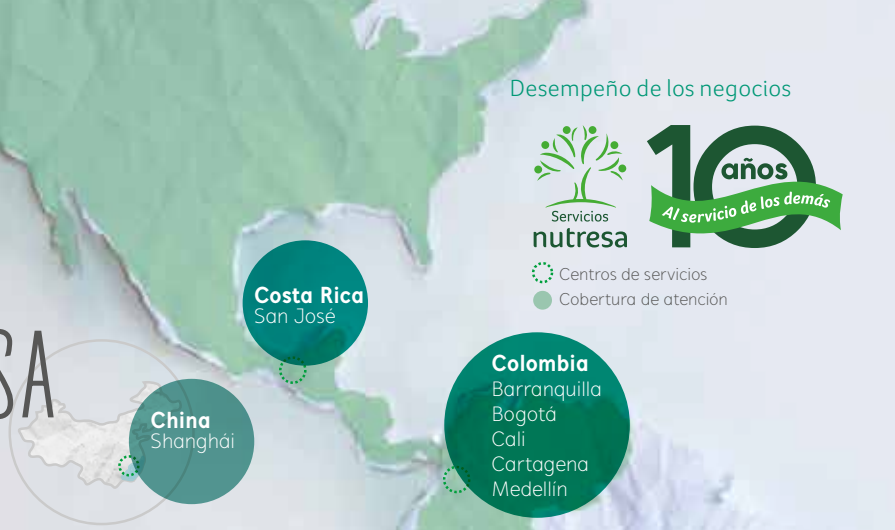 Desempeño de los negocios
10 años
Al servicio de los demás
Servicios
nutresa
Centros de servicios
Cobertura de atención
Costa Rica
San José
SA
China
Shanghái
Colombia
Barranquilla
Bogotá
Cali
Cartagena
Medellín